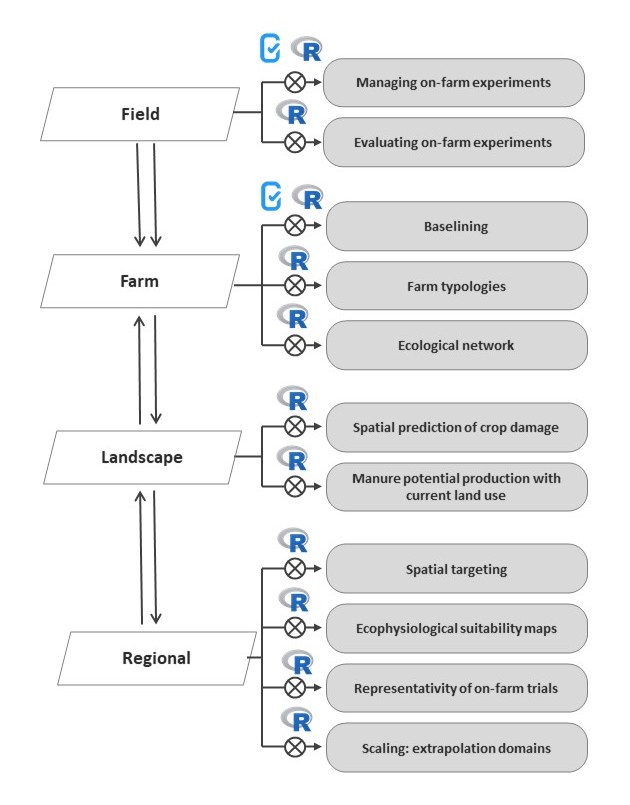 R
Managing on-farm experiments
Field
R
Evaluating on-farm experiments
R
Baselining
Farm
R
Farm typologies
R
Ecological network
R
Spatial prediction of crop damage
Landscape
R
Manure potential production with
current land use
R
Spatial targeting
R
Ecophysiological suitability maps
Regional
R
Representativity of on-farm trials
R
Scaling: extrapolation domains